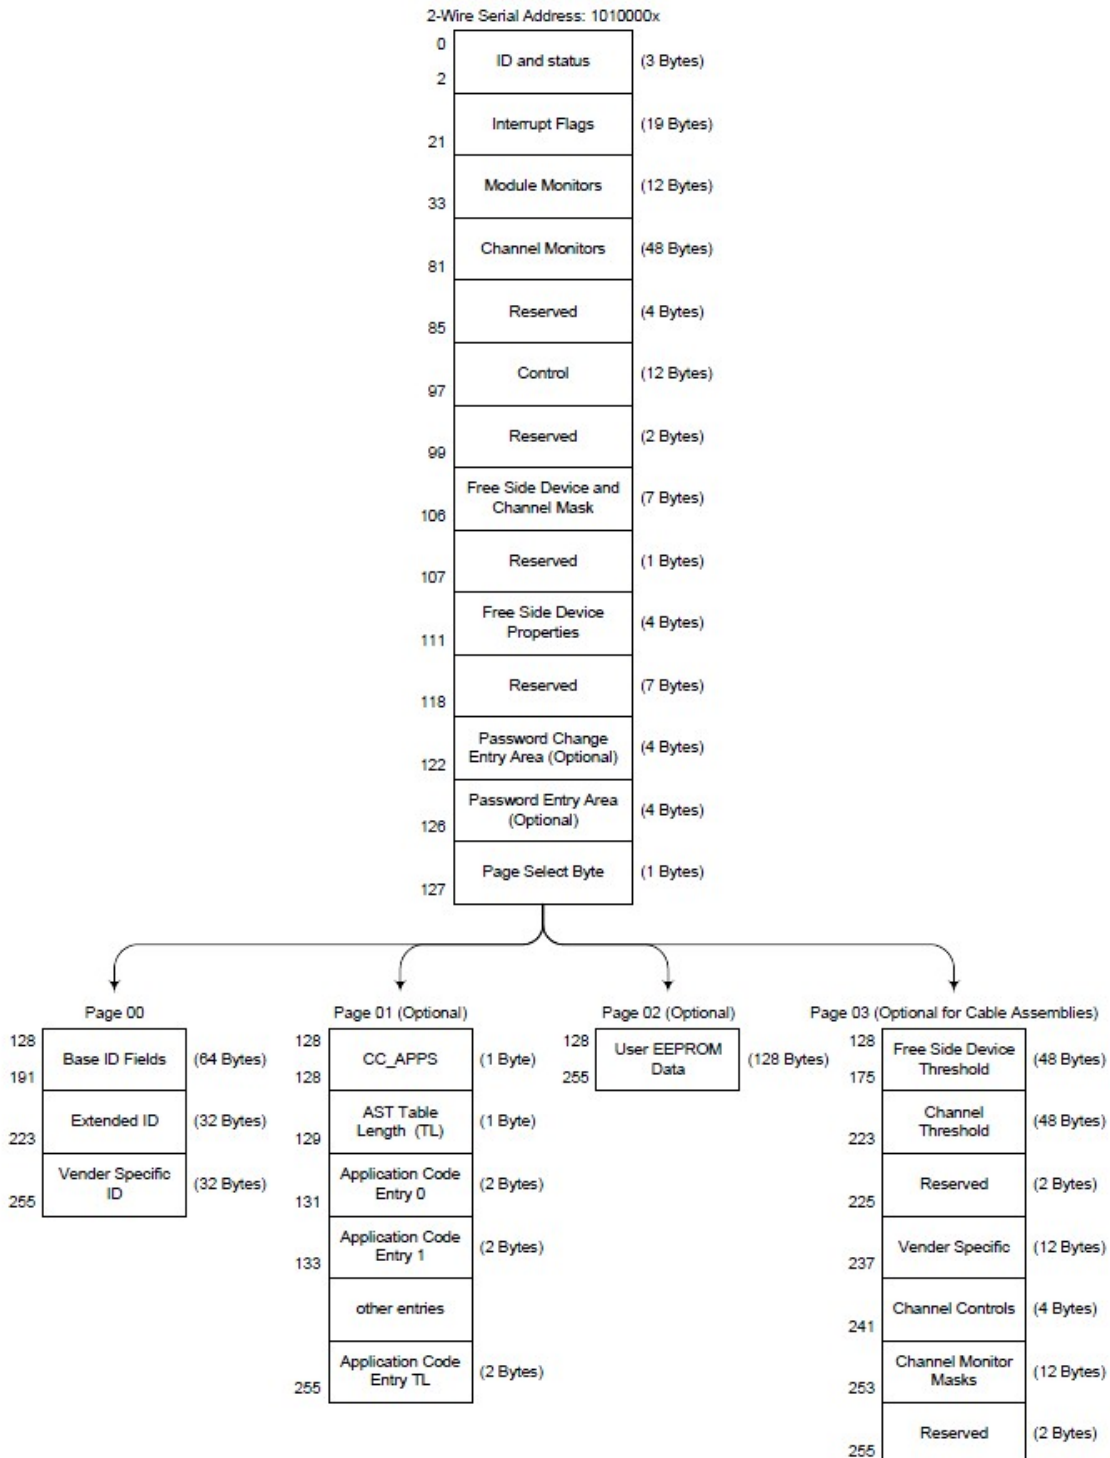 2-Wire Serial Address: 1010000x
0
ID and status
(3 Bytes)
2
Interrupt Flags
(19 Bytes)
21
Module Monitors
(12 Bytes)
33
Channel Monitors
(48 Bytes)
81
Reserved
(4 Bytes)
85
Control
(12 Bytes)
97
Reserved
(2 Bytes)
99
Free Side Device and
Channel Mask
(7 Bytes)
106
Reserved
(1 Bytes)
107
Free Side Device
Properties
(4 Bytes)
111
Reserved
(7 Bytes)
118
Password Change
Entry Area (Optional)
(4 Bytes)
122
Password Entry Area
(Optional)
(4 Bytes)
126
Page Select Byte
(1 Bytes)
127
Page 00
128
Base ID Fields
(64 Bytes)
191
Extended ID
(32 Bytes)
223
Vender Specific
ID
(32 Bytes)
255
Page 01 (Optional)
128
CC_APPS
(1 Byte)
128
AST Table
Length (TL)
(1 Byte)
129
Application Code
Entry 0
(2 Bytes)
131
Application Code
Entry 1
(2 Bytes)
133
other entries
Application Code
Entry TL
(2 Bytes)
255
Page 02 (Optional)
128
User EEPROM
Data
(128 Bytes)
255
Page 03 (Optional for Cable Assemblies)
128
Free Side Device
Threshold
(48 Bytes)
175
Channel
Threshold
(48 Bytes)
223
Reserved
(2 Bytes)
225
Vender Specific
(12 Bytes)
237
Channel Controls
(4 Bytes)
241
Channel Monitor
Masks
(12 Bytes)
253
Reserved
(2 Bytes)
255